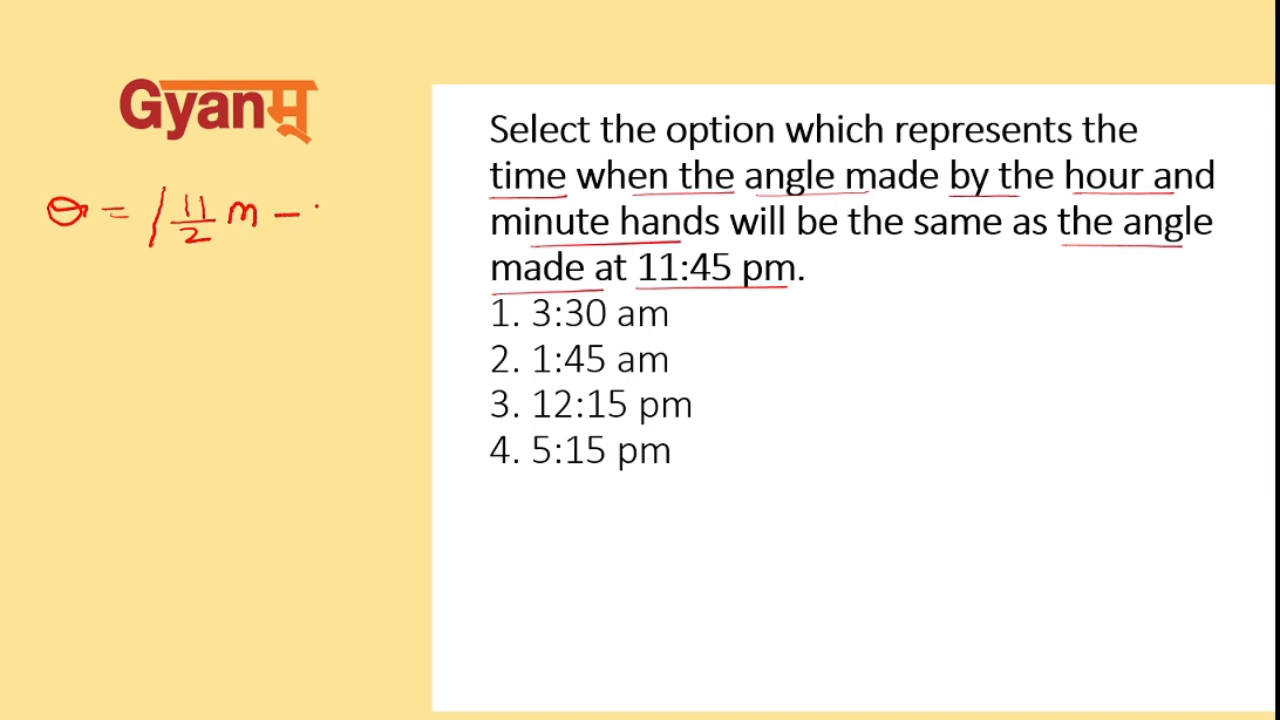 Gyanम्
θ = | 11/2 m -
Select the option which represents the
time when the angle made by the hour and
minute hands will be the same as the angle
made at 11:45 pm.
1. 3:30 am
2. 1:45 am
3. 12:15 pm
4. 5:15 pm